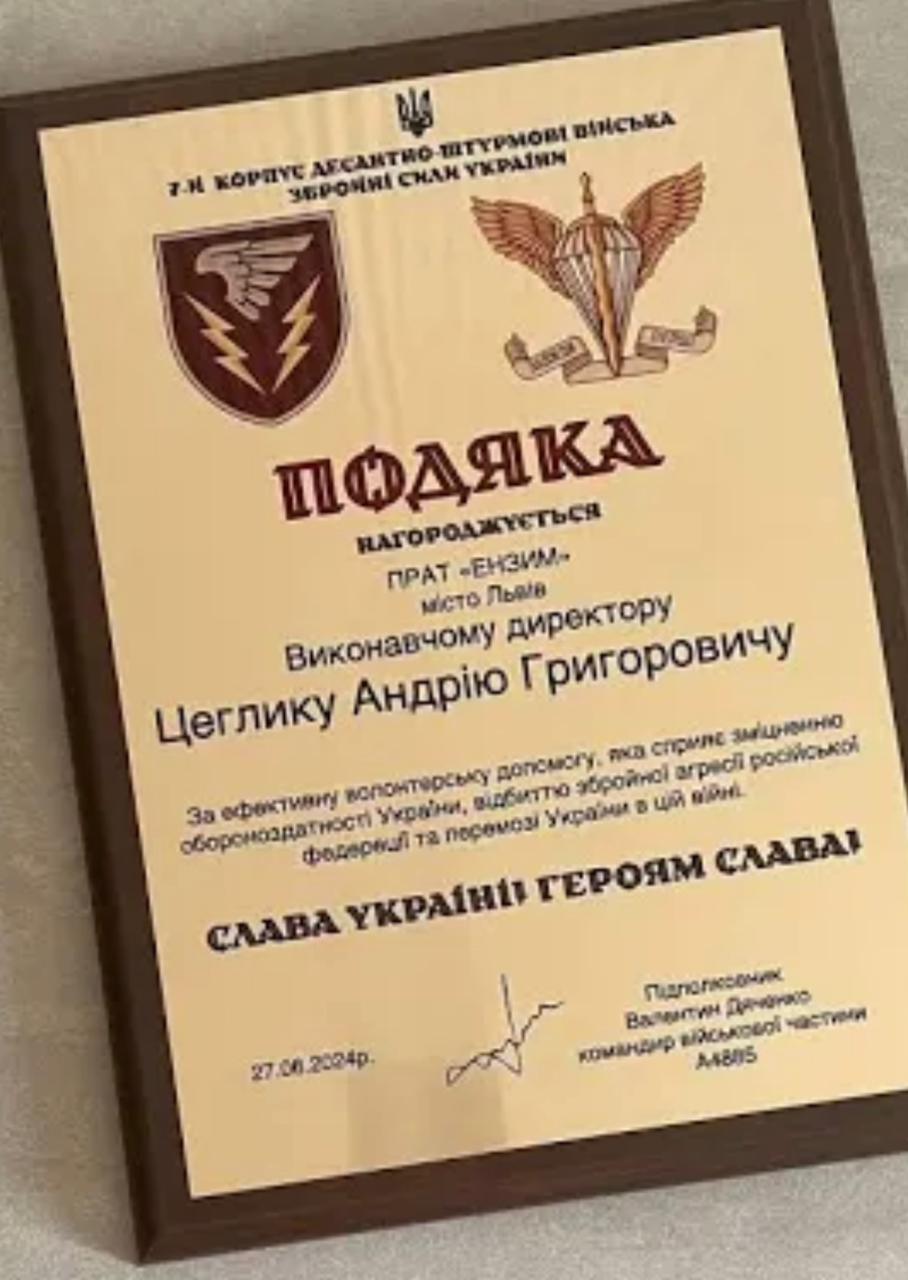 7-Й КОРПУС ДЕСАНТНО-ШТУРМОВІ ВІЙСЬКА
ЗБРОЙНІ СИЛИ УКРАЇНИ
ПОДЯКА
НАГОРОДЖУЄТЬСЯ
ПРАТ «ЕНЗИМ»
місто Львів
Виконавчому директору
Цеглику Андрію Григоровичу
За ефективну волонтерську допомогу, яка сприяє зміцненню
обороноздатності України, відбиттю збройної агресії російської
федерації та перемозі України в цій війні.
СЛАВА УКРАЇНІ! ГЕРОЯМ СЛАВА!
Підполковник
Валентин Дяченко
27.06.2024р.
командир військової частини